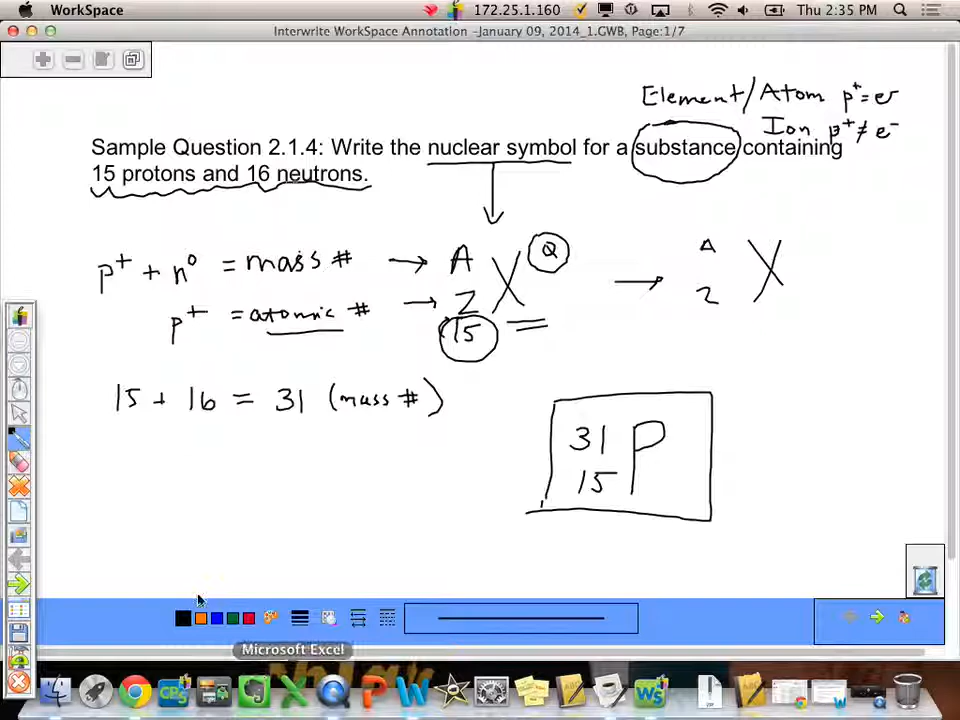 WorkSpace
172.25.1.160
Thu 2:35 PM
Interwrite WorkSpace Annotation –January 09, 2014_1.GWB, Page:1/7
Element/Atom p⁺=e⁻
Ion p⁺≠e⁻
Sample Question 2.1.4: Write the nuclear symbol for a substance containing
15 protons and 16 neutrons.
p⁺ + n⁰ = mass # → A X Q → A X
p⁺ = atomic # → Z Z
15
15 + 16 = 31 (mass #)
31 P
15
Microsoft Excel
CPS
WS